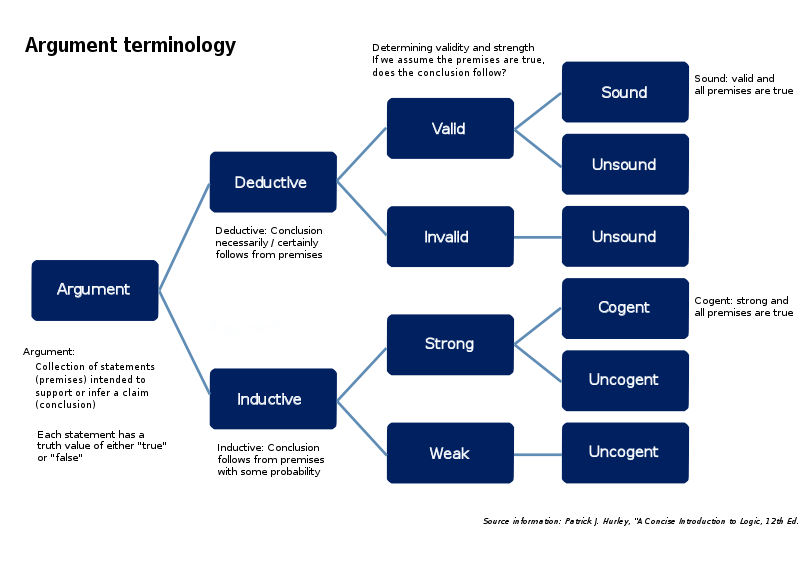 Argument terminology
Determining validity and strength
If we assume the premises are true,
does the conclusion follow?
Sound
Sound: valid and
all premises are true
Valid
Unsound
Deductive
Deductive: Conclusion
necessarily / certainly
follows from premises
Invalid
Unsound
Argument
Argument:
Collection of statements
(premises) intended to
support or infer a claim
(conclusion)
Each statement has a
truth value of either "true"
or "false"
Cogent
Cogent: strong and
all premises are true
Strong
Uncogent
Inductive
Inductive: Conclusion
follows from premises
with some probability
Weak
Uncogent
Source information: Patrick J. Hurley, "A Concise Introduction to Logic, 12th Ed.